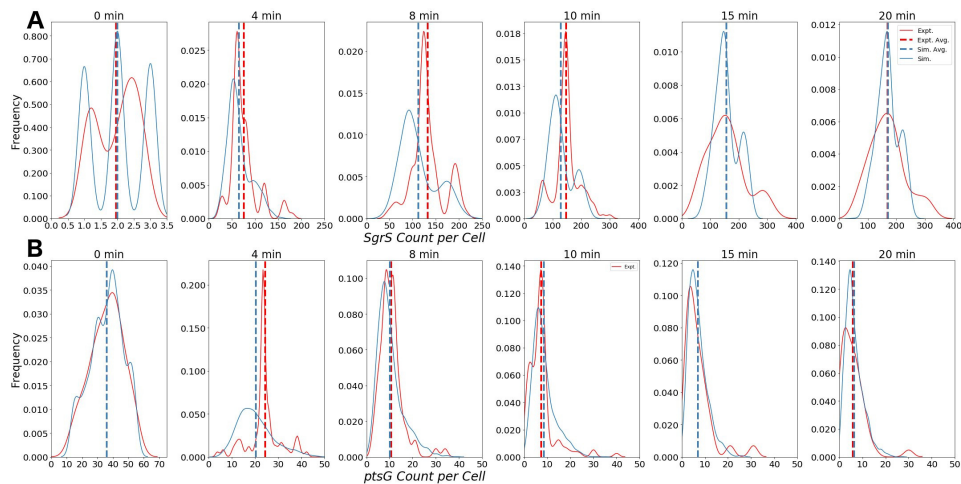 A
0 min
4 min
8 min
10 min
15 min
20 min
Frequency
0.800
0.700
0.600
0.500
0.400
0.300
0.200
0.100
0.000
0.0 0.5 1.0 1.5 2.0 2.5 3.0 3.5
0.025
0.020
0.015
0.010
0.005
0.000
0 50 100 150 200 250
0.020
0.015
0.010
0.005
0.000
0 50 100 150 200 250
0.018
0.015
0.013
0.010
0.008
0.005
0.003
0.000
0 100 200 300 400
0.010
0.008
0.006
0.004
0.002
0.000
0 100 200 300 400
0.012
0.010
0.008
0.006
0.004
0.002
0.000
0 100 200 300 400
Expt.
Expt. Avg.
Sim. Avg.
Sim.
SgrS Count per Cell
B
0 min
4 min
8 min
10 min
15 min
20 min
Frequency
0.040
0.035
0.030
0.025
0.020
0.015
0.010
0.005
0.000
0 10 20 30 40 50 60 70
0.200
0.150
0.100
0.050
0.000
0 10 20 30 40 50
0.100
0.080
0.060
0.040
0.020
0.000
0 10 20 30 40 50
0.140
0.120
0.100
0.080
0.060
0.040
0.020
0.000
0 10 20 30 40 50
Expt
0.120
0.100
0.080
0.060
0.040
0.020
0.000
0 10 20 30 40 50
0.140
0.120
0.100
0.080
0.060
0.040
0.020
0.000
0 10 20 30 40 50
ptsG Count per Cell